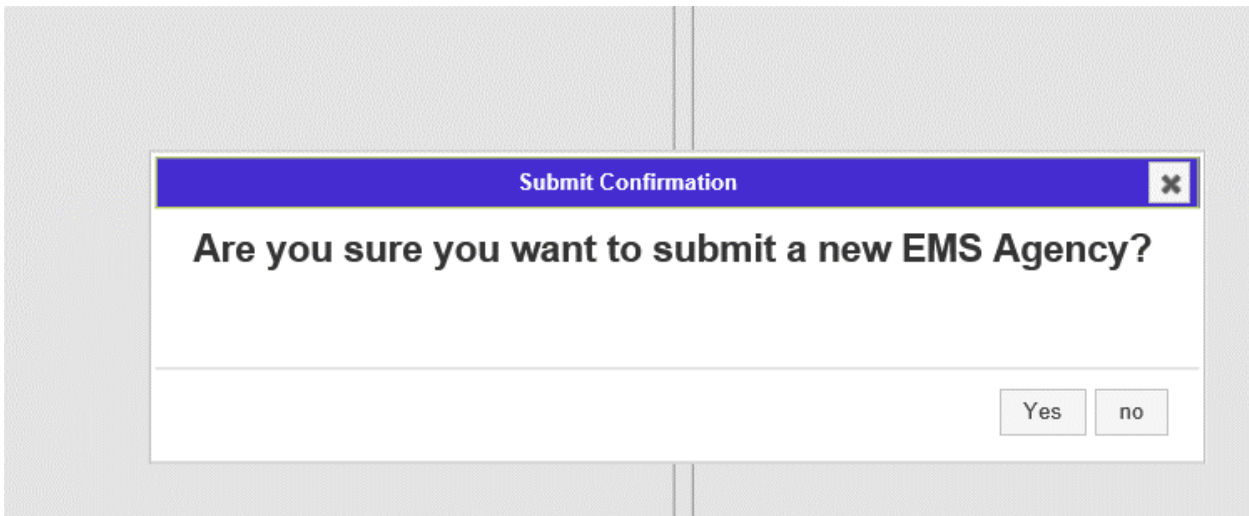 Submit Confirmation
Are you sure you want to submit a new EMS Agency?
Yes no